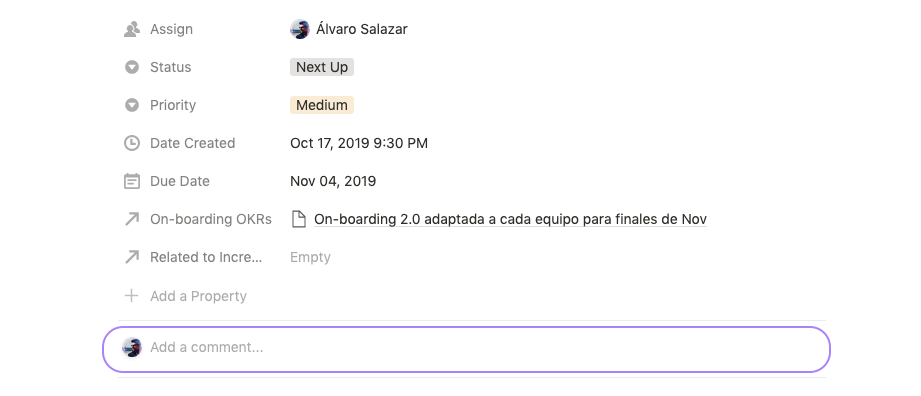 Assign Álvaro Salazar
Status Next Up
Priority Medium
Date Created Oct 17, 2019 9:30 PM
Due Date Nov 04, 2019
On-boarding OKRs On-boarding 2.0 adaptada a cada equipo para finales de Nov
Related to Incre... Empty
Add a Property
Add a comment...